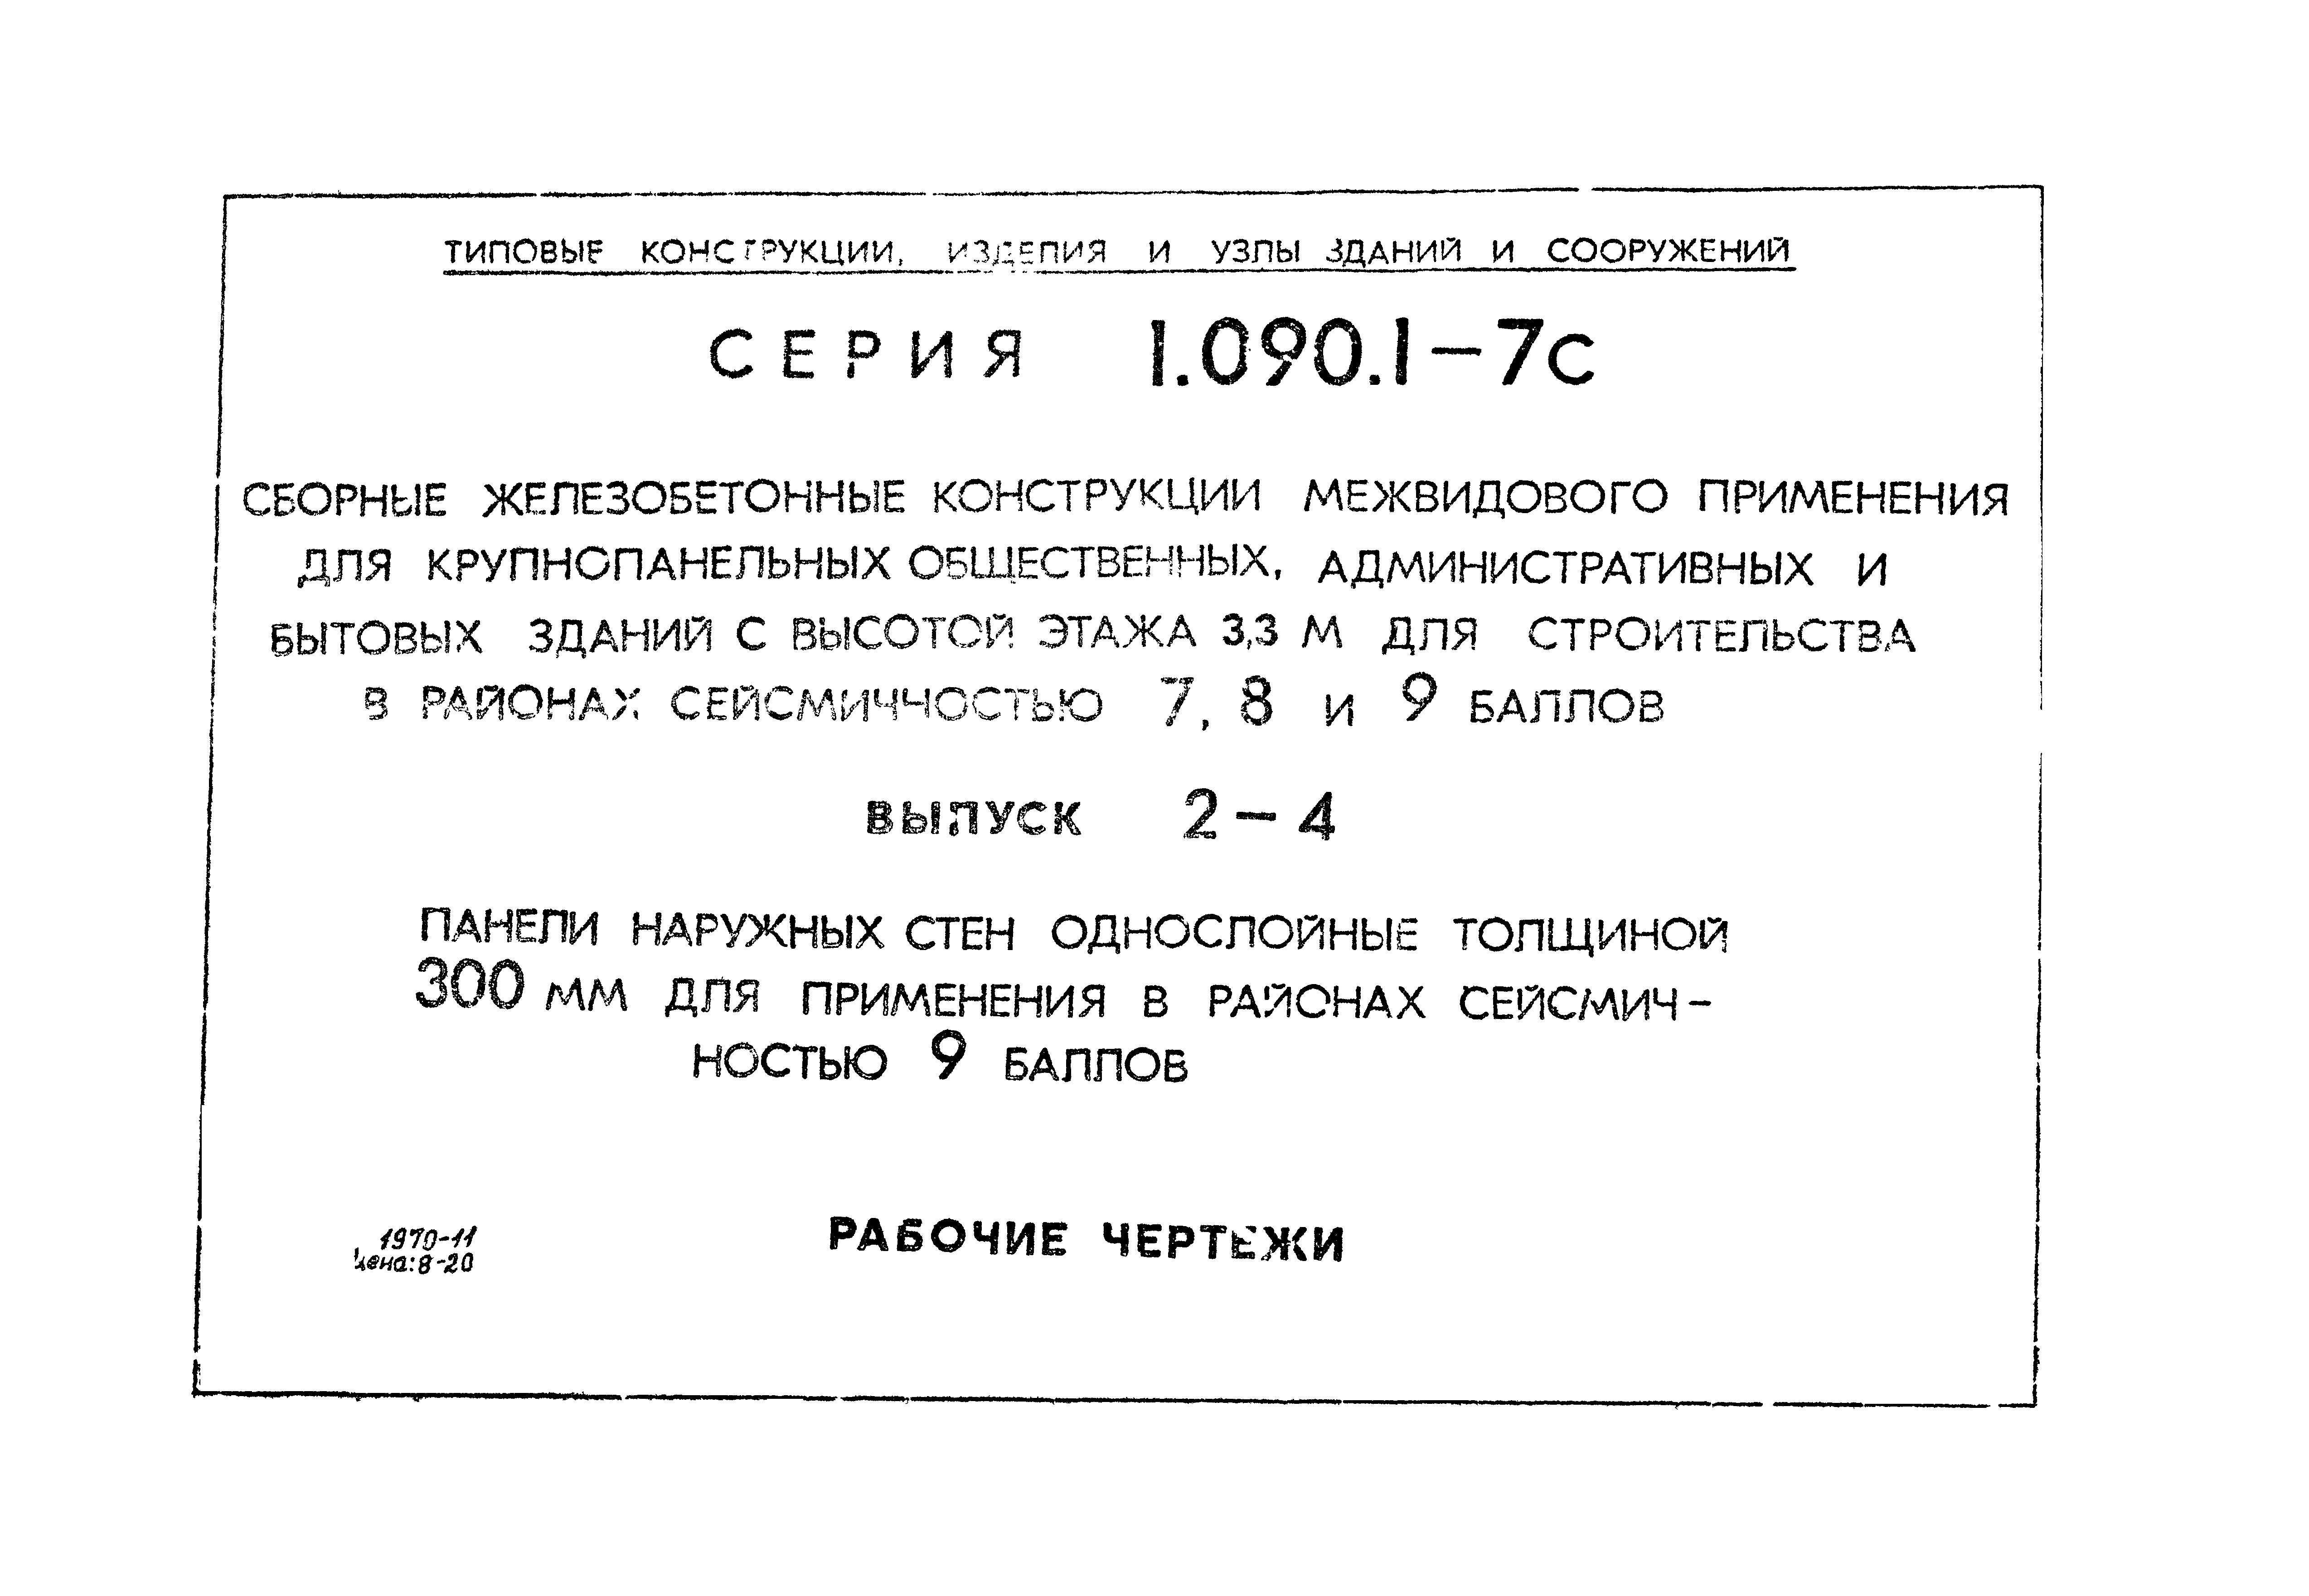 ТИПОВЫЕ КОНСТРУКЦИИ, ИЗДЕЛИЯ И УЗЛЫ ЗДАНИЙ И СООРУЖЕНИЙ
СЕРИЯ 1.090.1-7с
СБОРНЫЕ ЖЕЛЕЗОБЕТОННЫЕ КОНСТРУКЦИИ МЕЖВИДОВОГО ПРИМЕНЕНИЯ
ДЛЯ КРУПНОПАНЕЛЬНЫХ ОБЩЕСТВЕННЫХ, АДМИНИСТРАТИВНЫХ И
БЫТОВЫХ ЗДАНИЙ С ВЫСОТОЙ ЭТАЖА 3,3 М ДЛЯ СТРОИТЕЛЬСТВА
В РАЙОНАХ СЕЙСМИЧЧОСТЬЮ 7, 8 И 9 БАЛЛОВ
ВЫПУСК 2-4
ПАНЕЛИ НАРУЖНЫХ СТЕН ОДНОСЛОЙНЫЕ ТОЛЩИНОЙ
300 ММ ДЛЯ ПРИМЕНЕНИЯ В РАЙОНАХ СЕЙСМИЧ-
НОСТЬЮ 9 БАЛЛОВ
РАБОЧИЕ ЧЕРТЕЖИ
1970-11
Цена: 8-20